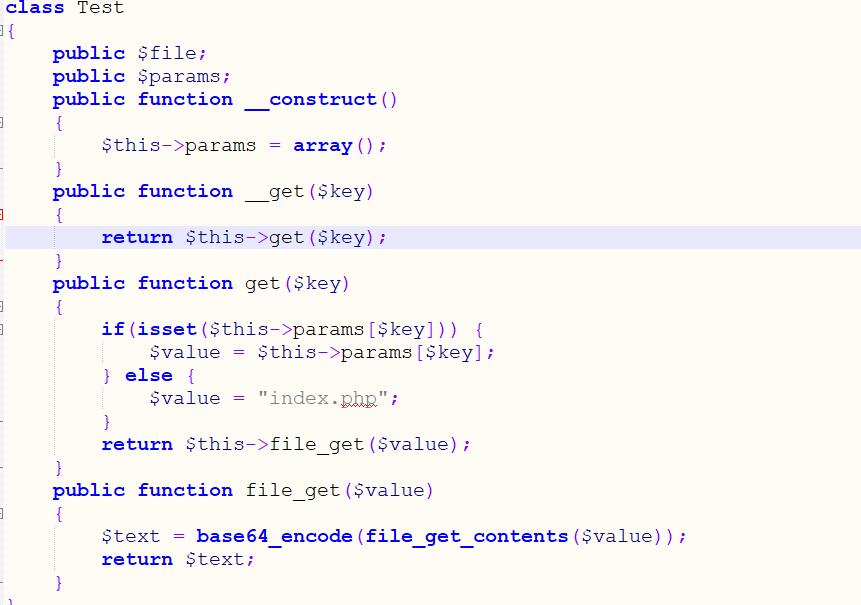 class Test
{
    public $file;
    public $params;
    public function __construct()
    {
        $this->params = array();
    }
    public function __get($key)
    {
        return $this->get($key);
    }
    public function get($key)
    {
        if(isset($this->params[$key])) {
            $value = $this->params[$key];
        } else {
            $value = "index.php";
        }
        return $this->file_get($value);
    }
    public function file_get($value)
    {
        $text = base64_encode(file_get_contents($value));
        return $text;
    }
}